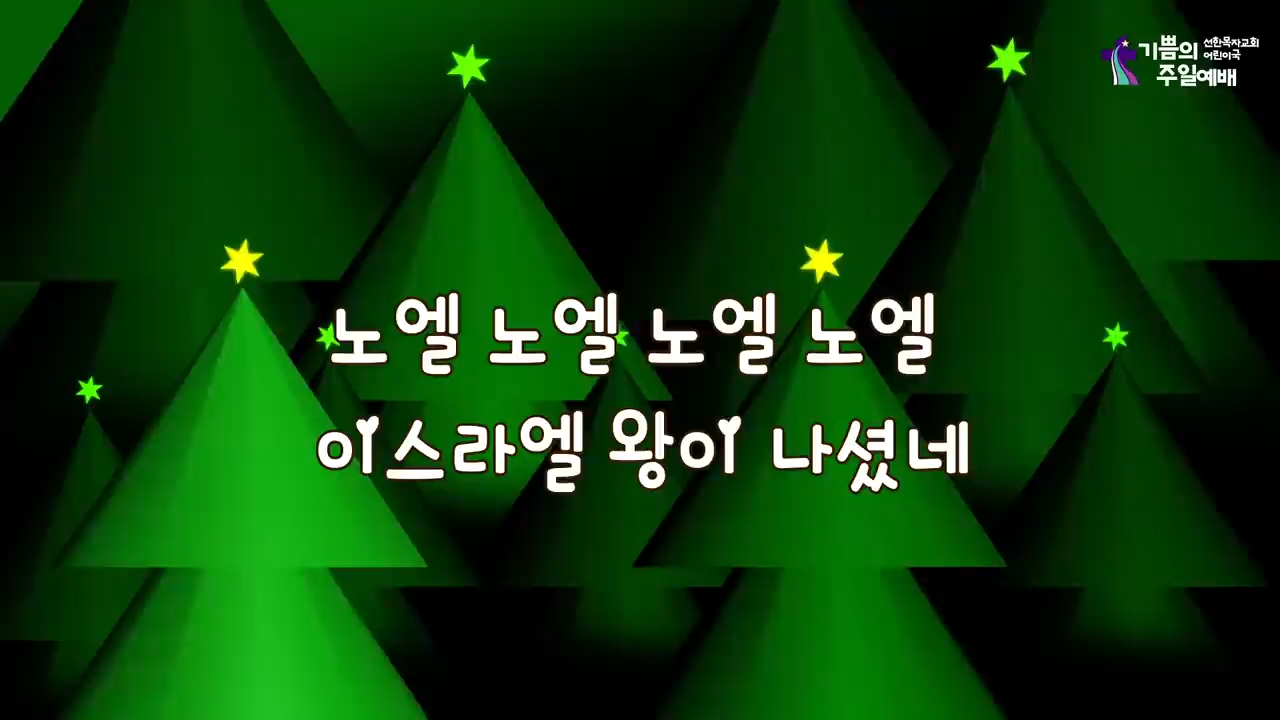 기쁨의 선한목자교회
어린이국
주일예배
노엘 노엘 노엘 노엘
이스라엘 왕이 나셨네